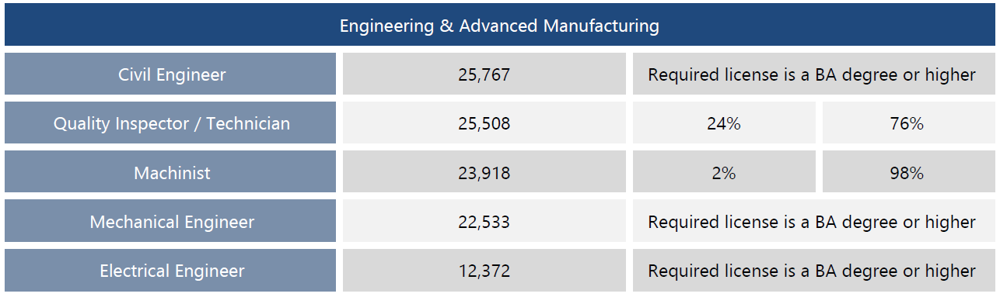 Engineering & Advanced Manufacturing
Civil Engineer 25,767 Required license is a BA degree or higher
Quality Inspector / Technician 25,508 24% 76%
Machinist 23,918 2% 98%
Mechanical Engineer 22,533 Required license is a BA degree or higher
Electrical Engineer 12,372 Required license is a BA degree or higher